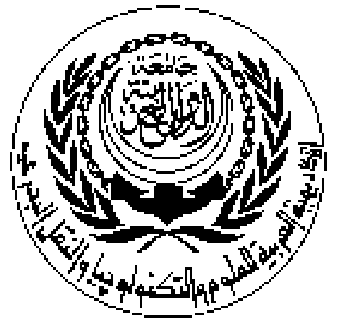 جامعة
الدول العربية
الأكاديمية العربية للعلوم والتكنولوجيا والنقل البحري